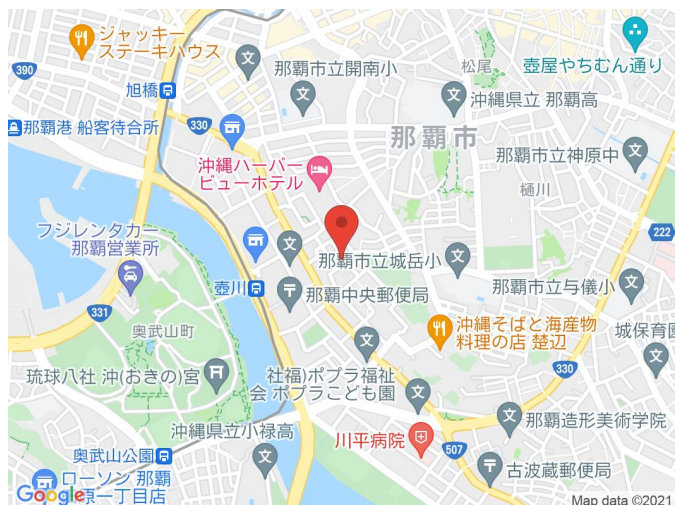 ジャッキー
ステーキハウス
390
旭橋
那覇港 船客待合所
330
那覇市立開南小
松尾
壺屋やちむん通り
沖縄県立 那覇高
那覇市
那覇市立神原中
沖縄ハーバー
ビューホテル
樋川
フジレンタカー
那覇営業所
222
那覇市立城岳小
壺川
那覇中央郵便局
那覇市立与儀小
331
奥武山町
沖縄そばと海産物
料理の店 楚辺
城保育園
330
琉球八社 沖(おきの)宮
社福)ポプラ福祉
会 ポプラこども園
沖縄県立小禄高
那覇造形美術学院
川平病院
奥武山公園
507
古波蔵郵便局
ローソン 那覇
原一丁目店
Google
Map data ©2021